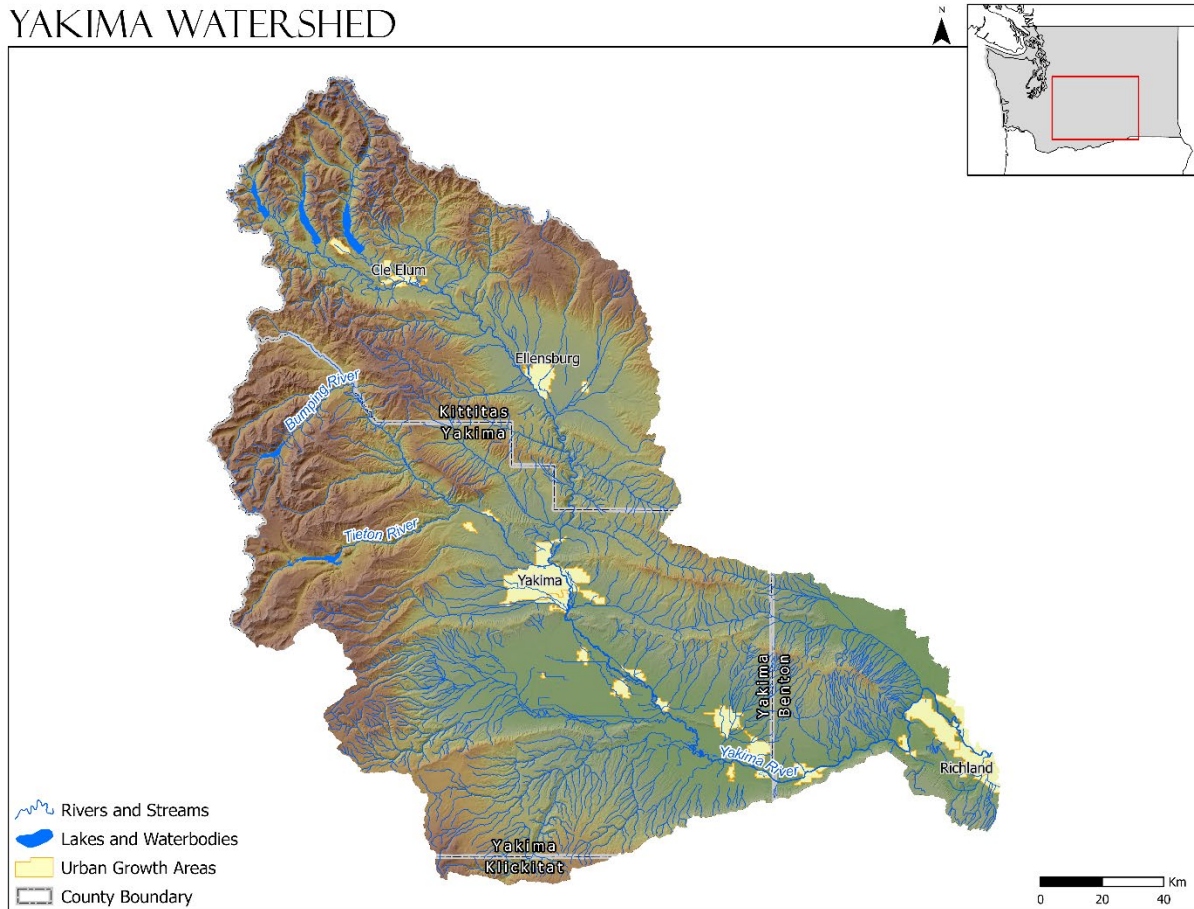 YAKIMA WATERSHED
N
Cle Elum
Ellensburg
Bumping River
Kittitas
Yakima
Tieton River
Yakima
Yakima
Benton
Yakima River
Richland
Yakima
Klickitat
Rivers and Streams
Lakes and Waterbodies
Urban Growth Areas
County Boundary
Km
0 20 40